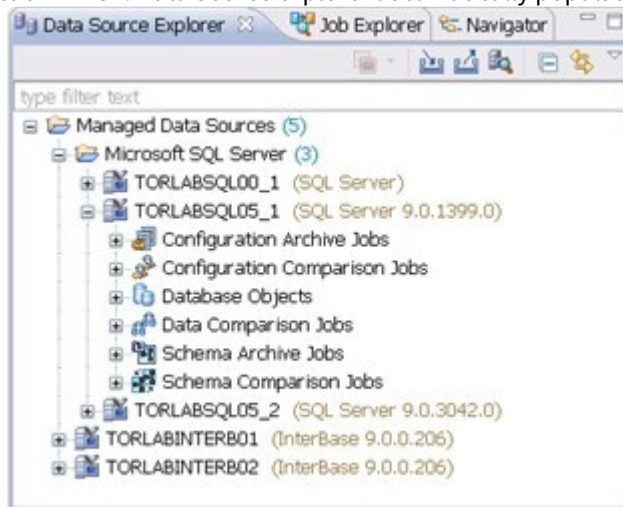 Data Source Explorer
Job Explorer
Navigator
type filter text
Managed Data Sources (5)
Microsoft SQL Server (3)
TORLABSQL00_1 (SQL Server)
TORLABSQL05_1 (SQL Server 9.0.1399.0)
Configuration Archive Jobs
Configuration Comparison Jobs
Database Objects
Data Comparison Jobs
Schema Archive Jobs
Schema Comparison Jobs
TORLABSQL05_2 (SQL Server 9.0.3042.0)
TORLABINTERB01 (InterBase 9.0.0.206)
TORLABINTERB02 (InterBase 9.0.0.206)